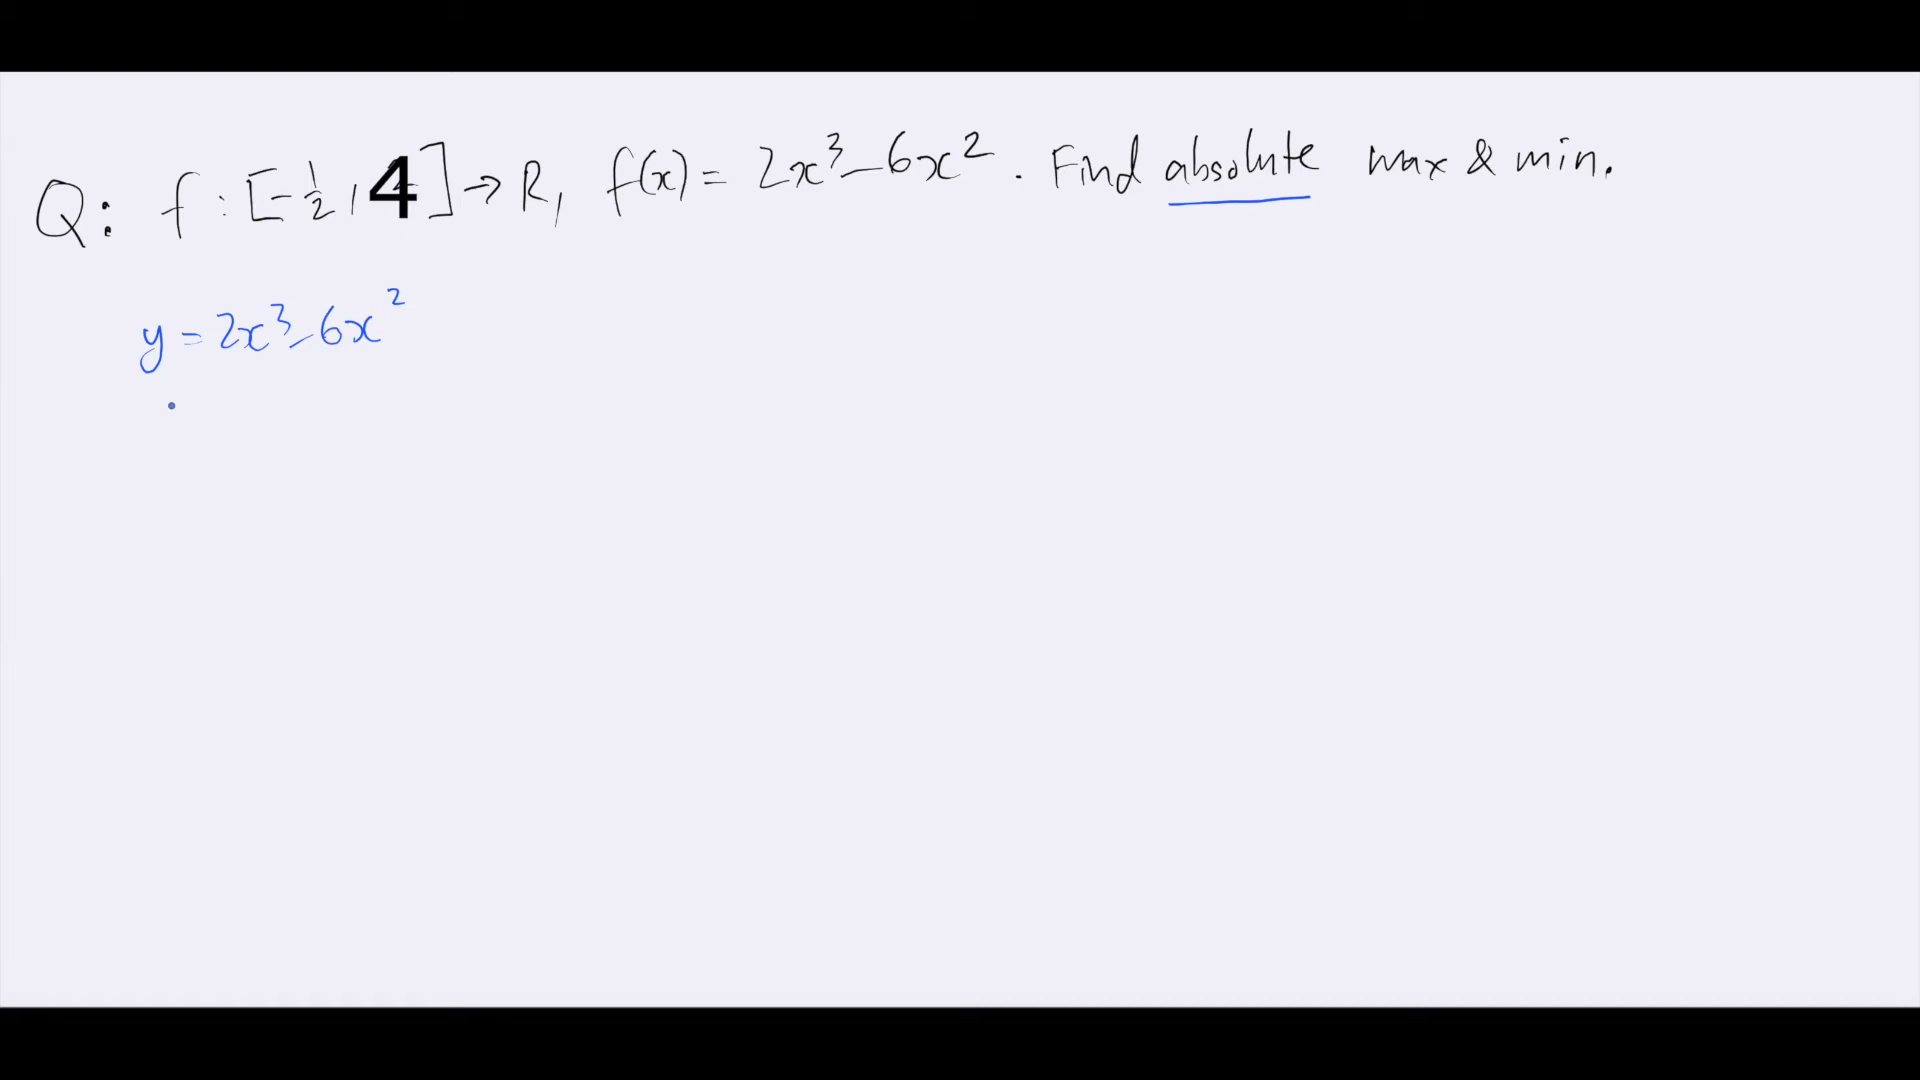 Q: f : [-1/2, 4] → R, f(x) = 2x³ - 6x². Find absolute max & min.
y = 2x³ - 6x²